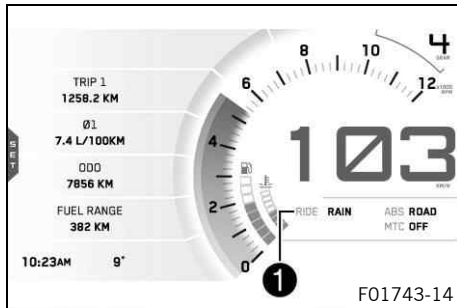 4
GEAR
8
10
6
12
x1000
RPM
TRIP 1
1258.2 KM
Ø1
7.4 L/100KM
4
103
KM/H
SET
ODO
7856 KM
FUEL RANGE
382 KM
2
RIDE RAIN
ABS ROAD
MTC OFF
10:23AM 9°
0
1
F01743-14